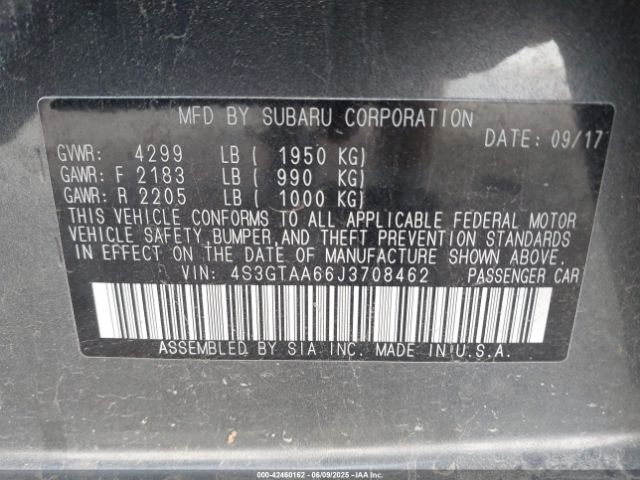 MFD BY SUBARU CORPORATION
DATE: 09/17
GVWR: 4299 LB ( 1950 KG)
GAWR: F 2183 LB ( 990 KG)
GAWR: R 2205 LB ( 1000 KG)
THIS VEHICLE CONFORMS TO ALL APPLICABLE FEDERAL MOTOR
VEHICLE SAFETY, BUMPER, AND THEFT PREVENTION STANDARDS
IN EFFECT ON THE DATE OF MANUFACTURE SHOWN ABOVE.
VIN: 4S3GTAA66J3708462 PASSENGER CAR
ASSEMBLED BY SIA INC. MADE IN U.S.A.
000-42460162 - 06/09/2025 - IAAI.COM